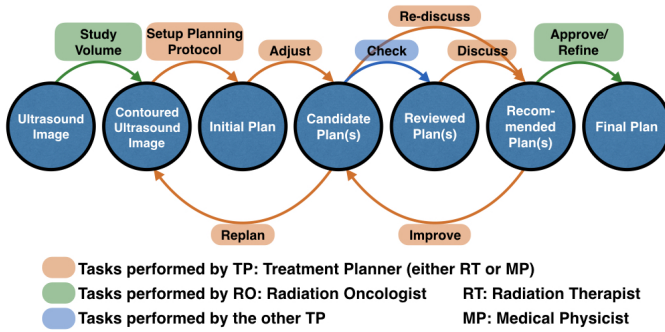 Re-discuss
Study
Volume
Setup Planning
Protocol
Adjust
Check
Discuss
Approve/
Refine
Ultrasound
Image
Contoured
Ultrasound
Image
Initial Plan
Candidate
Plan(s)
Reviewed
Plan(s)
Recom-
mended
Plan(s)
Final Plan
Replan
Improve
Tasks performed by TP: Treatment Planner (either RT or MP)
Tasks performed by RO: Radiation Oncologist
RT: Radiation Therapist
Tasks performed by the other TP
MP: Medical Physicist